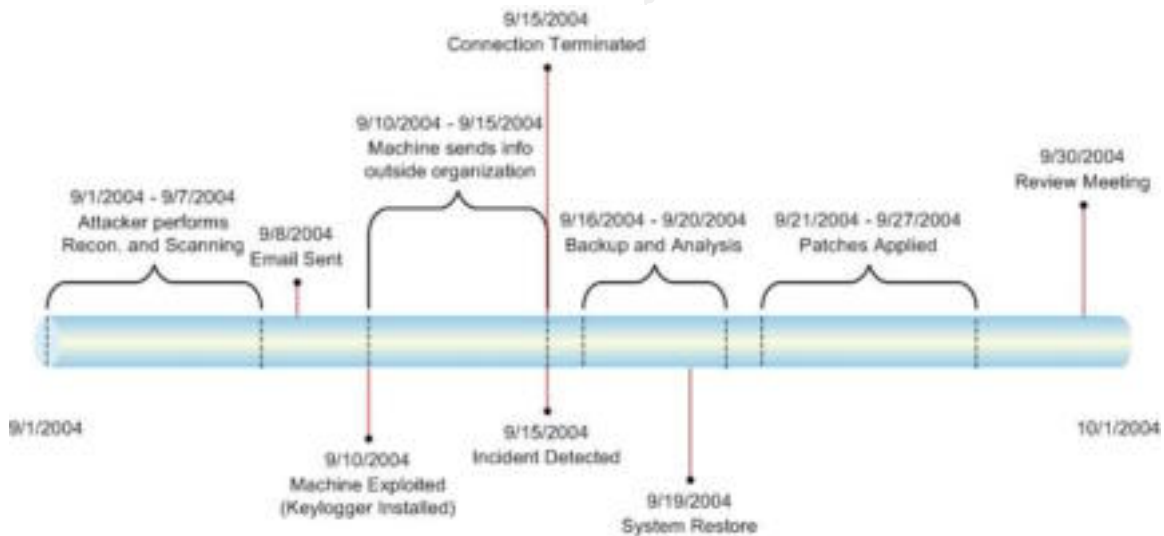 9/15/2004
Connection Terminated
9/10/2004 - 9/15/2004
Machine sends info
outside organization
9/30/2004
Review Meeting
9/1/2004 - 9/7/2004
Attacker performs
Recon. and Scanning
9/8/2004
Email Sent
9/16/2004 - 9/20/2004
Backup and Analysis
9/21/2004 - 9/27/2004
Patches Applied
9/1/2004
10/1/2004
9/10/2004
Machine Exploited
(Keylogger Installed)
9/15/2004
Incident Detected
9/19/2004
System Restore